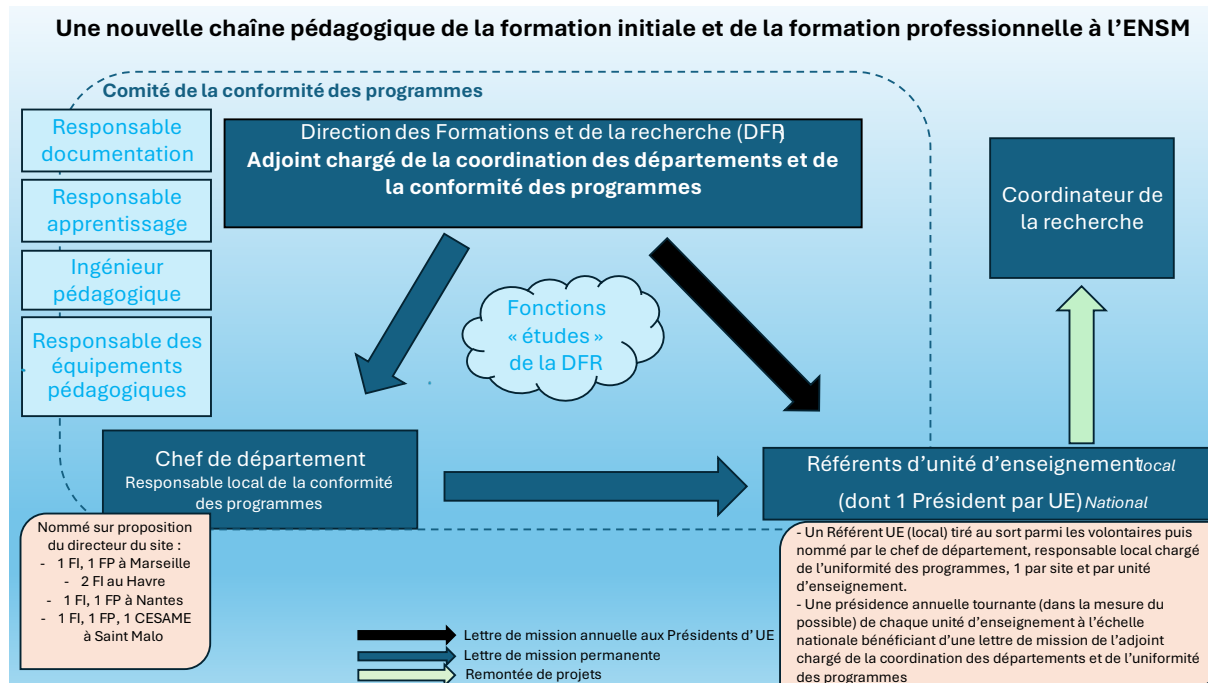 Une nouvelle chaîne pédagogique de la formation initiale et de la formation professionnelle à l'ENSM
Comité de la conformité des programmes
Responsable
documentation
Responsable
apprentissage
Ingénieur
pédagogique
Responsable des
équipements
pédagogiques
Direction des Formations et de la recherche (DFR)
Adjoint chargé de la coordination des départements et de
la conformité des programmes
Coordinateur de
la recherche
Fonctions
« études »
de la DFR
Chef de département
Responsable local de la conformité
des programmes
Référents d'unité d'enseignement local
(dont 1 Président par UE) National
Nommé sur proposition
du directeur du site :
- 1 FI, 1 FP à Marseille
- 2 FI au Havre
- 1 FI, 1 FP à Nantes
- 1 FI, 1 FP, 1 CESAME
à Saint Malo
- Un Référent UE (local) tiré au sort parmi les volontaires puis
nommé par le chef de département, responsable local chargé
de l'uniformité des programmes, 1 par site et par unité
d'enseignement.
- Une présidence annuelle tournante (dans la mesure du
possible) de chaque unité d'enseignement à l'échelle
nationale bénéficiant d'une lettre de mission de l'adjoint
chargé de la coordination des départements et de l'uniformité
des programmes
Lettre de mission annuelle aux Présidents d' UE
Lettre de mission permanente
Remontée de projets